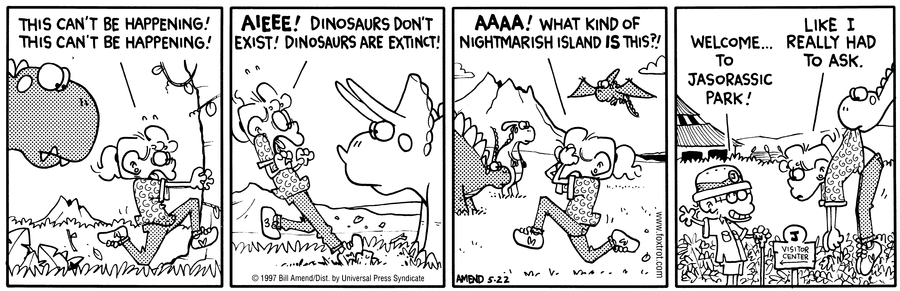 THIS CAN'T BE HAPPENING!
THIS CAN'T BE HAPPENING!
AIEEE! DINOSAURS DON'T
EXIST! DINOSAURS ARE EXTINCT!
© 1997 Bill Amend/Dist. by Universal Press Syndicate
AAAA! WHAT KIND OF
NIGHTMARISH ISLAND IS THIS?!
www.foxtrot.com
AMEND 5-22
WELCOME...
TO
JASORASSIC
PARK!
LIKE I
REALLY HAD
TO ASK.
J
VISITOR
CENTER